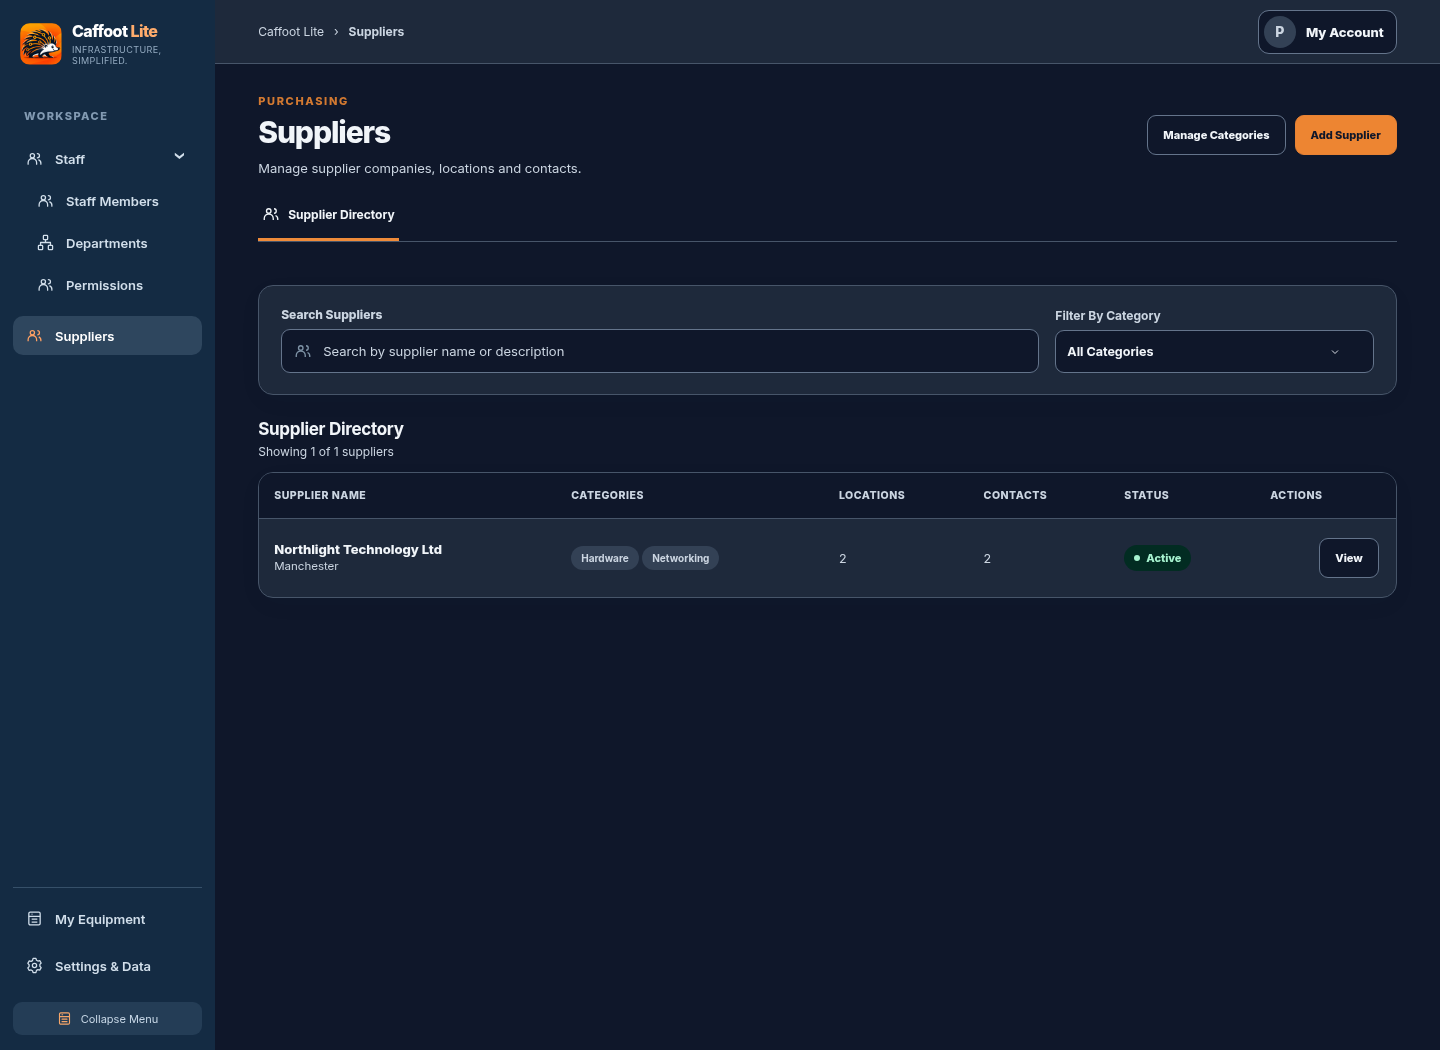 Caffoot Lite
INFRASTRUCTURE,
SIMPLIFIED.
WORKSPACE
Staff
Staff Members
Departments
Permissions
Suppliers
My Equipment
Settings & Data
Collapse Menu
Caffoot Lite › Suppliers
P My Account
PURCHASING
Suppliers
Manage supplier companies, locations and contacts.
Manage Categories
Add Supplier
Supplier Directory
Search Suppliers
Search by supplier name or description
Filter By Category
All Categories
Supplier Directory
Showing 1 of 1 suppliers
SUPPLIER NAME CATEGORIES LOCATIONS CONTACTS STATUS ACTIONS
Northlight Technology Ltd
Manchester
Hardware Networking 2 2 Active View